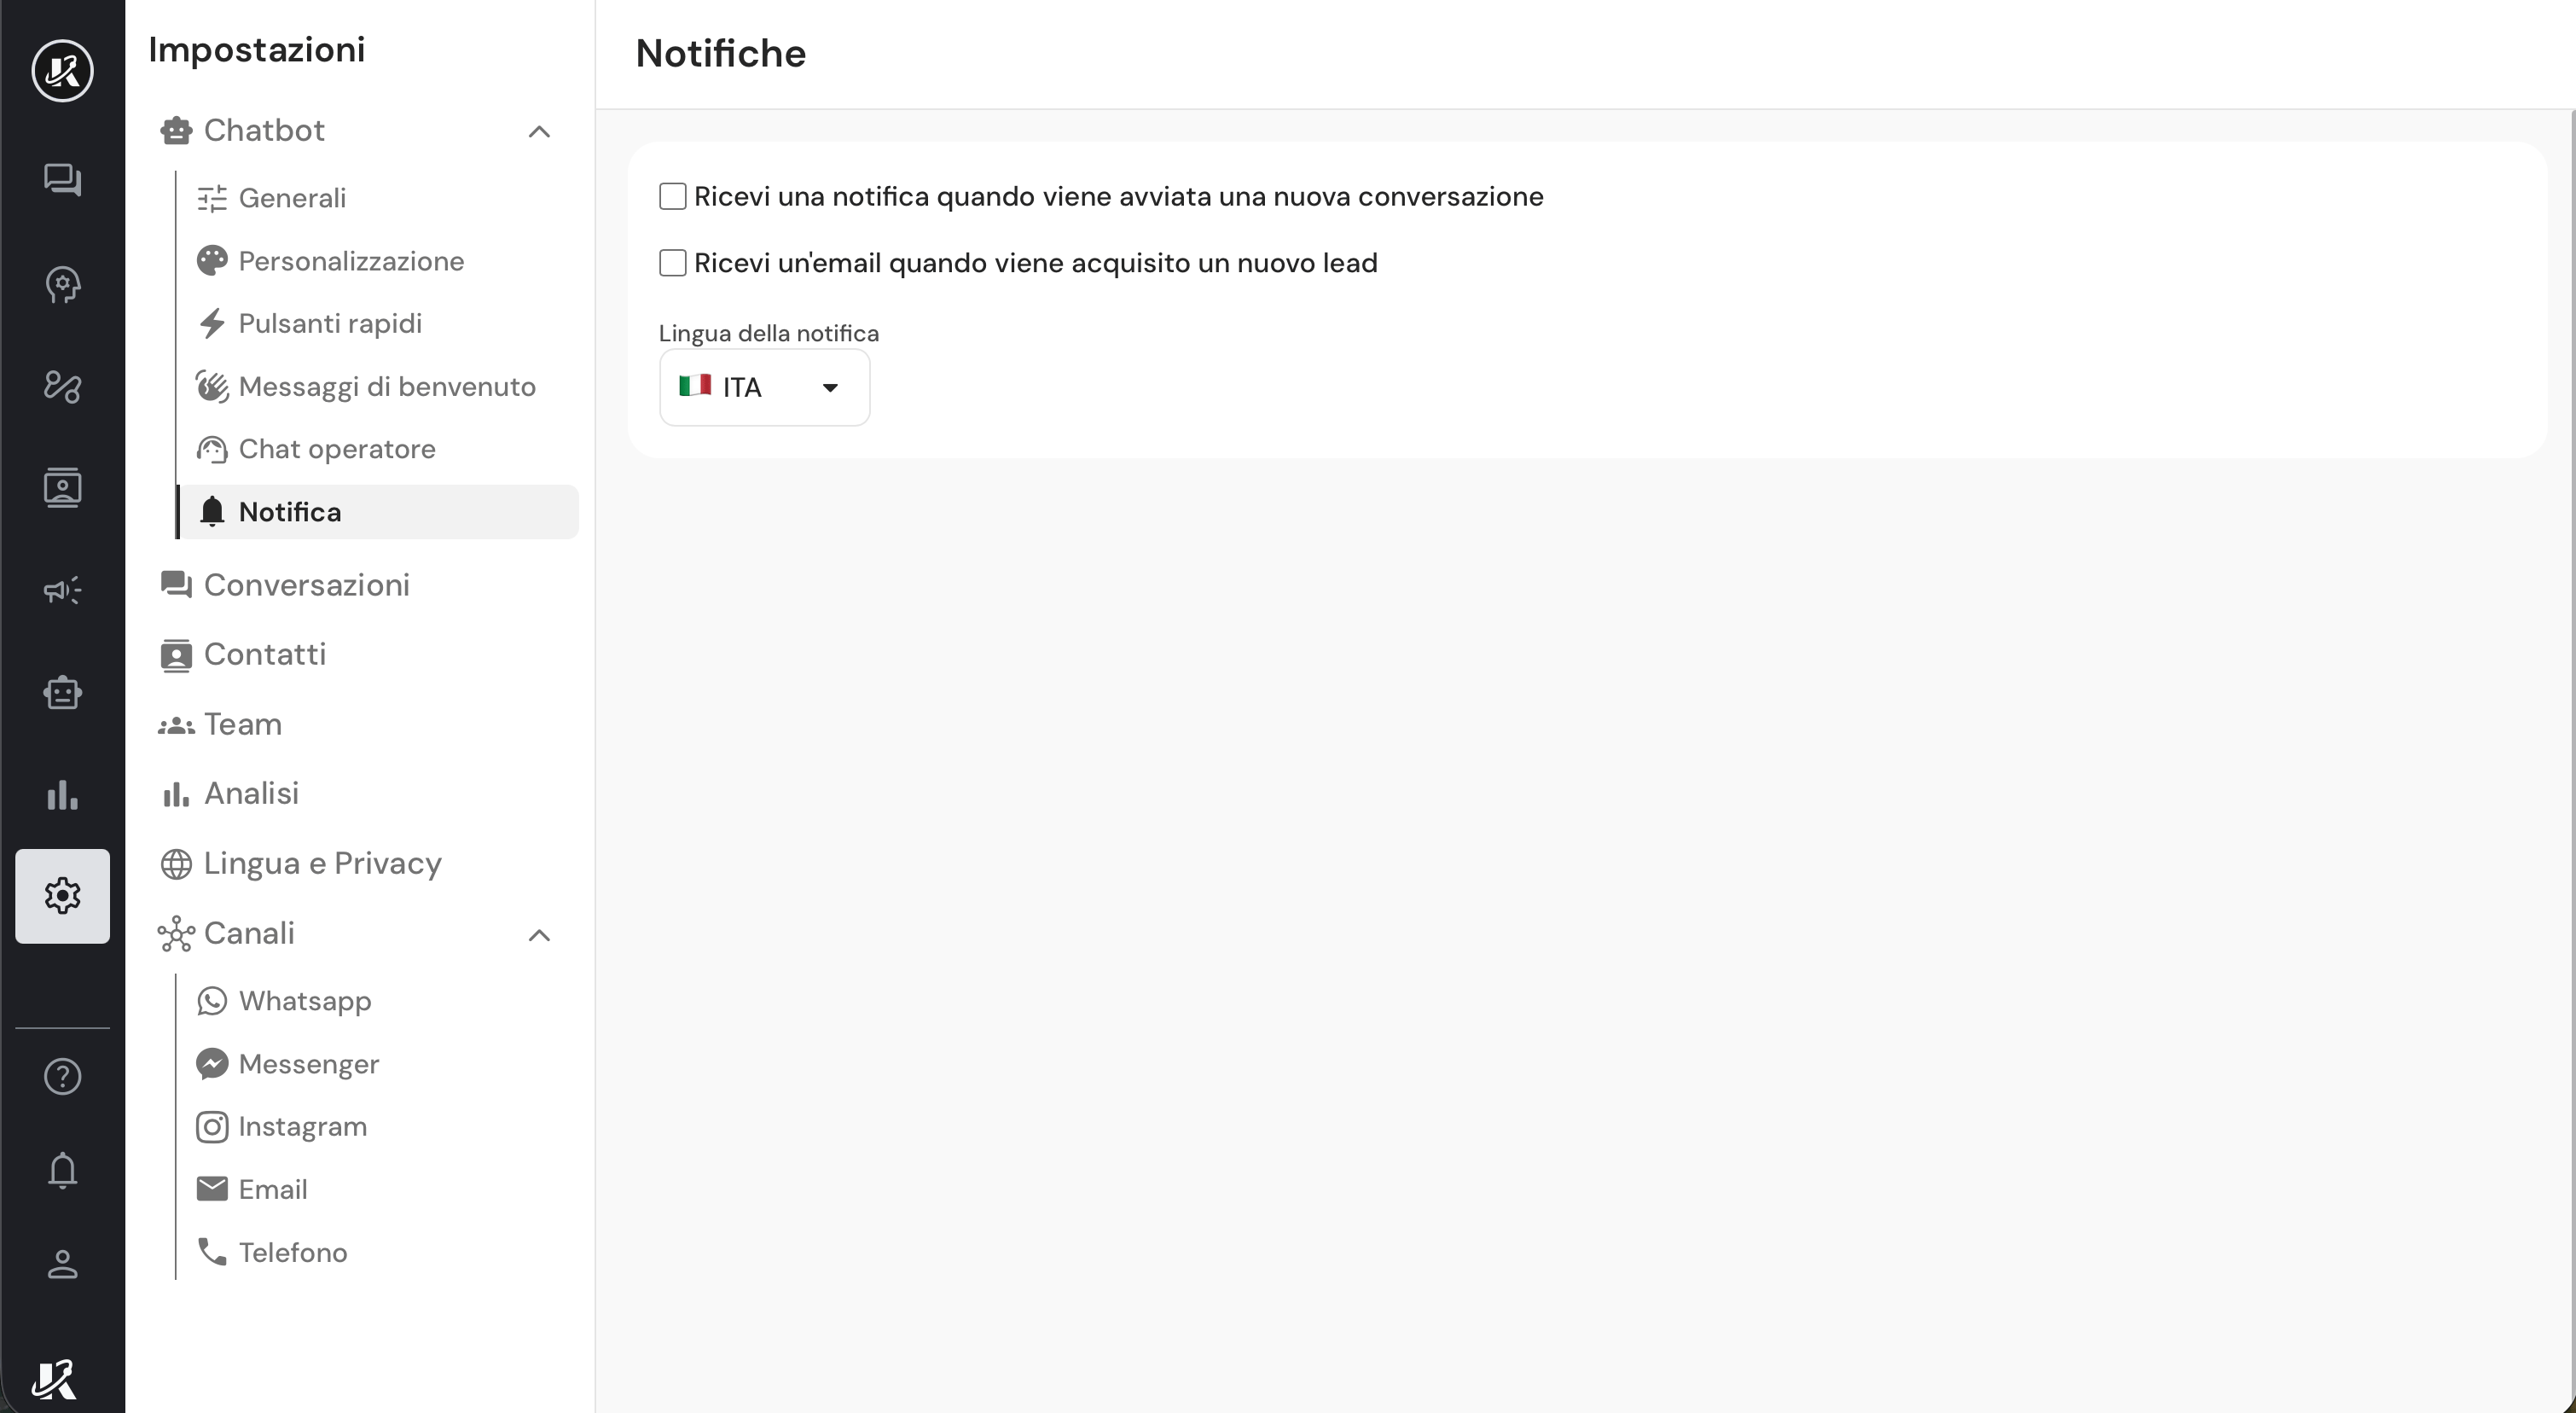 Impostazioni
Chatbot
Generali
Personalizzazione
Pulsanti rapidi
Messaggi di benvenuto
Chat operatore
Notifica
Conversazioni
Contatti
Team
Analisi
Lingua e Privacy
Canali
Whatsapp
Messenger
Instagram
Email
Telefono
Notifiche
Ricevi una notifica quando viene avviata una nuova conversazione
Ricevi un'email quando viene acquisito un nuovo lead
Lingua della notifica
ITA